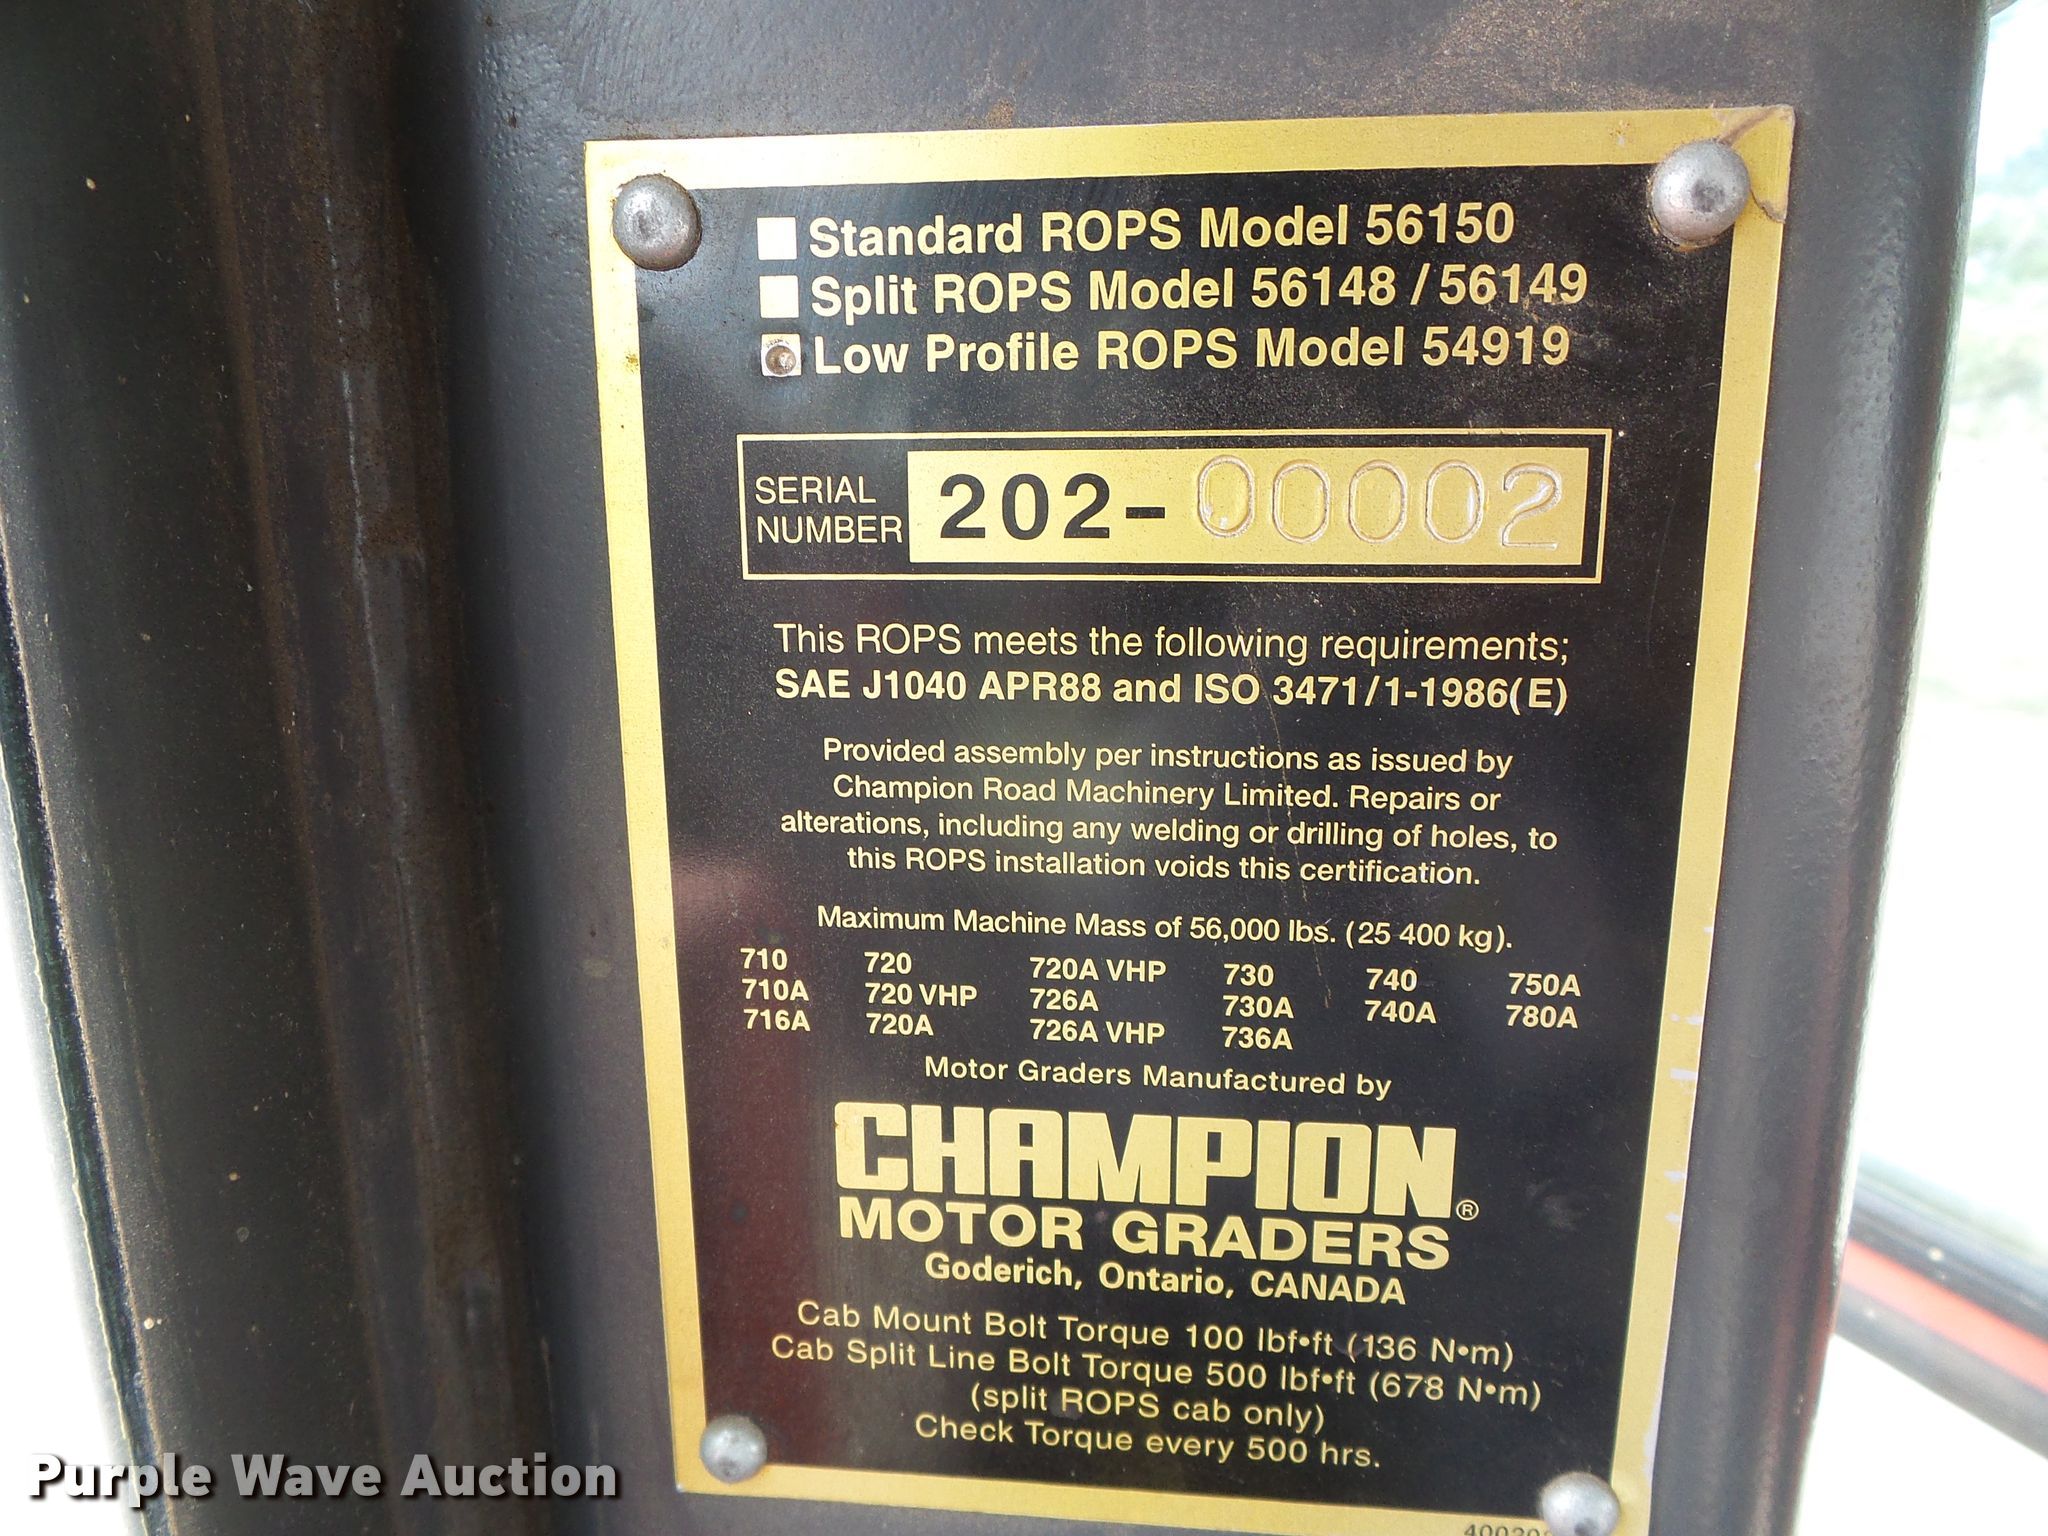 Standard ROPS Model 56150
Split ROPS Model 56148 / 56149
Low Profile ROPS Model 54919
SERIAL NUMBER 202-00002
This ROPS meets the following requirements;
SAE J1040 APR88 and ISO 3471/1-1986(E)
Provided assembly per instructions as issued by
Champion Road Machinery Limited. Repairs or
alterations, including any welding or drilling of holes, to
this ROPS installation voids this certification.
Maximum Machine Mass of 56,000 lbs. (25 400 kg).
710 720 720A VHP 730 740 750A
710A 720 VHP 726A 730A 740A 780A
716A 720A 726A VHP 736A
Motor Graders Manufactured by
CHAMPION®
MOTOR GRADERS
Goderich, Ontario, CANADA
Cab Mount Bolt Torque 100 lbf•ft (136 N•m)
Cab Split Line Bolt Torque 500 lbf•ft (678 N•m)
(split ROPS cab only)
Check Torque every 500 hrs.
Purple Wave Auction